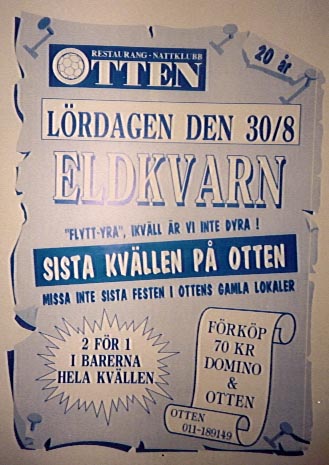 RESTAURANG - NATTKLUBB
OTTEN
20 år
LÖRDAGEN DEN 30/8
ELDKVARN
"FLYTT-YRA", IKVÄLL ÄR VI INTE DYRA !
SISTA KVÄLLEN PÅ OTTEN
MISSA INTE SISTA FESTEN I OTTENS GAMLA LOKALER
2 FÖR 1
I BARERNA
HELA KVÄLLEN
FÖRKÖP
70 KR
DOMINO
&
OTTEN
OTTEN
011-189149